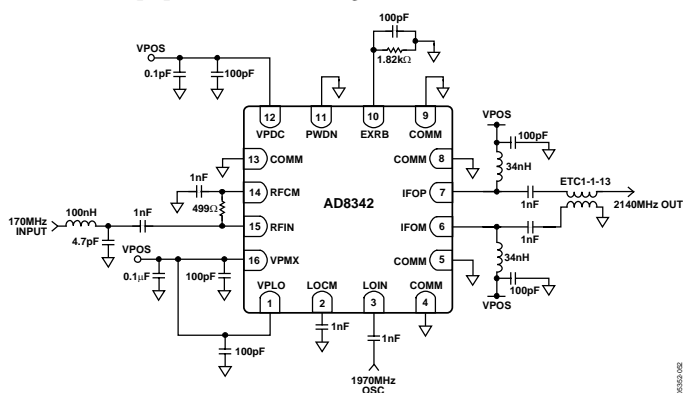 100pF
1.82kΩ
VPOS
0.1pF
100pF
12
11
10
9
VPDC
PWDN
EXRB
COMM
VPOS
100pF
34nH
ETC1-1-13
13
COMM
COMM
8
1nF
14
RFCM
AD8342
IFOP
7
1nF
2140MHz OUT
499Ω
170MHz
INPUT
100nH
1nF
15
RFIN
IFOM
6
1nF
4.7pF
VPOS
16
VPMX
COMM
5
34nH
0.1μF
100pF
VPLO
LOCM
LOIN
COMM
1
2
3
4
100pF
VPOS
1nF
1nF
100pF
1970MHz
OSC
05352-052